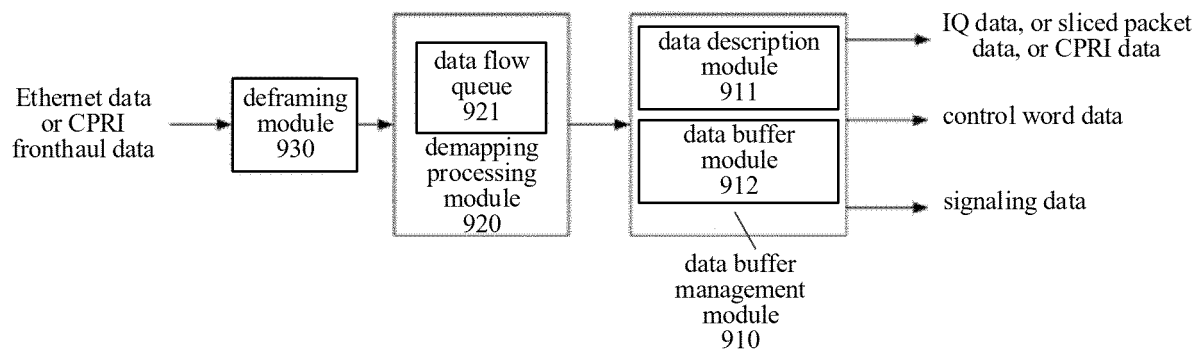 Ethernet data
or CPRI
fronthaul data
deframing
module
930
data flow
queue
921
demapping
processing
module
920
data description
module
911
data buffer
module
912
data buffer
management
module
910
IQ data, or sliced packet
data, or CPRI data
control word data
signaling data